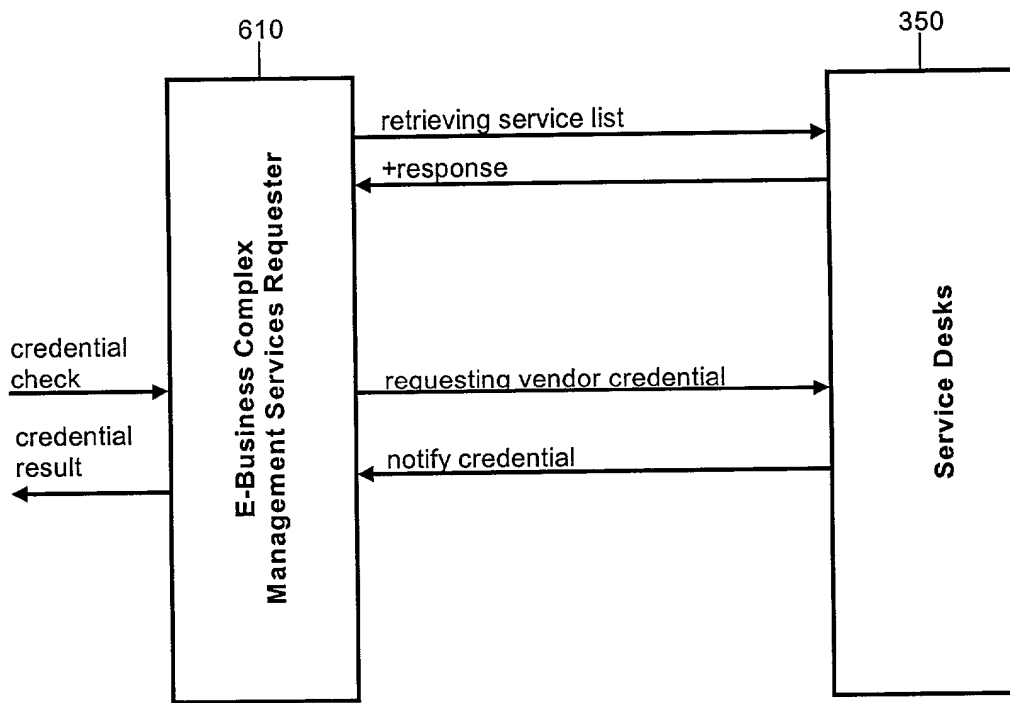 610
350
retrieving service list
+response
E-Business Complex
Management Services Requester
Service Desks
credential
check
requesting vendor credential
credential
result
notify credential